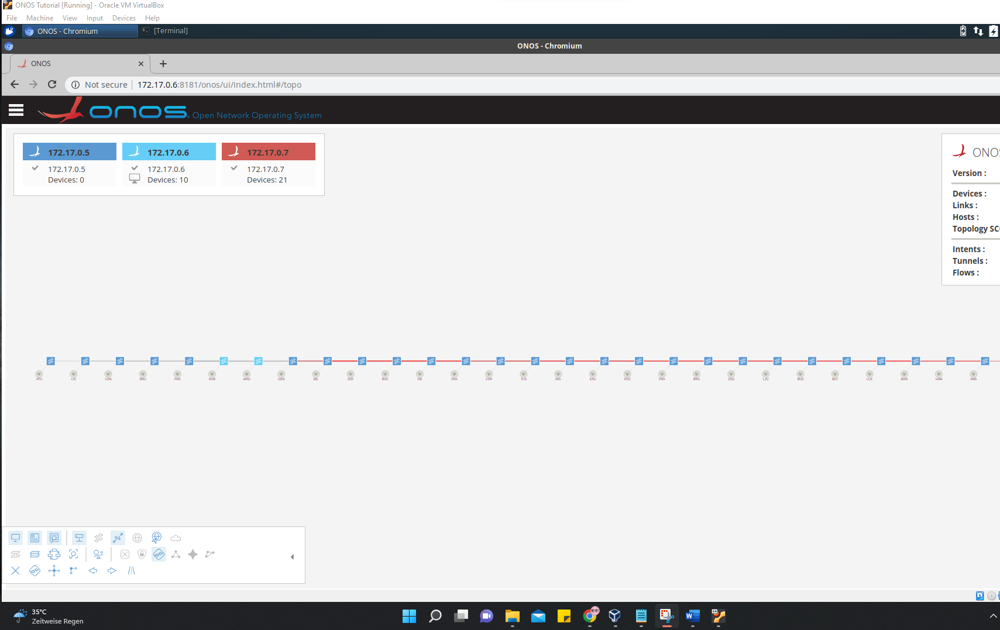 ONOS Tutorial [Running] - Oracle VM VirtualBox
File Machine View Input Devices Help
ONOS - Chromium [Terminal]
ONOS - Chromium
ONOS
Not secure 172.17.0.6:8181/onos/ui/index.html#/topo
onos Open Network Operating System
172.17.0.5
172.17.0.5
Devices: 0
172.17.0.6
172.17.0.6
Devices: 10
172.17.0.7
172.17.0.7
Devices: 21
ONOS
Version :
Devices :
Links :
Hosts :
Topology SC
Intents :
Tunnels :
Flows :
ATH LIS LON BRU PAR DUB MAD GEN MIL SOF BUC VIE FRA COP TLN RIG KAU POZ PRA BRA ZAG LJU BUD MLT LUX MAR HAM AMS
35°C
Zeitweise Regen